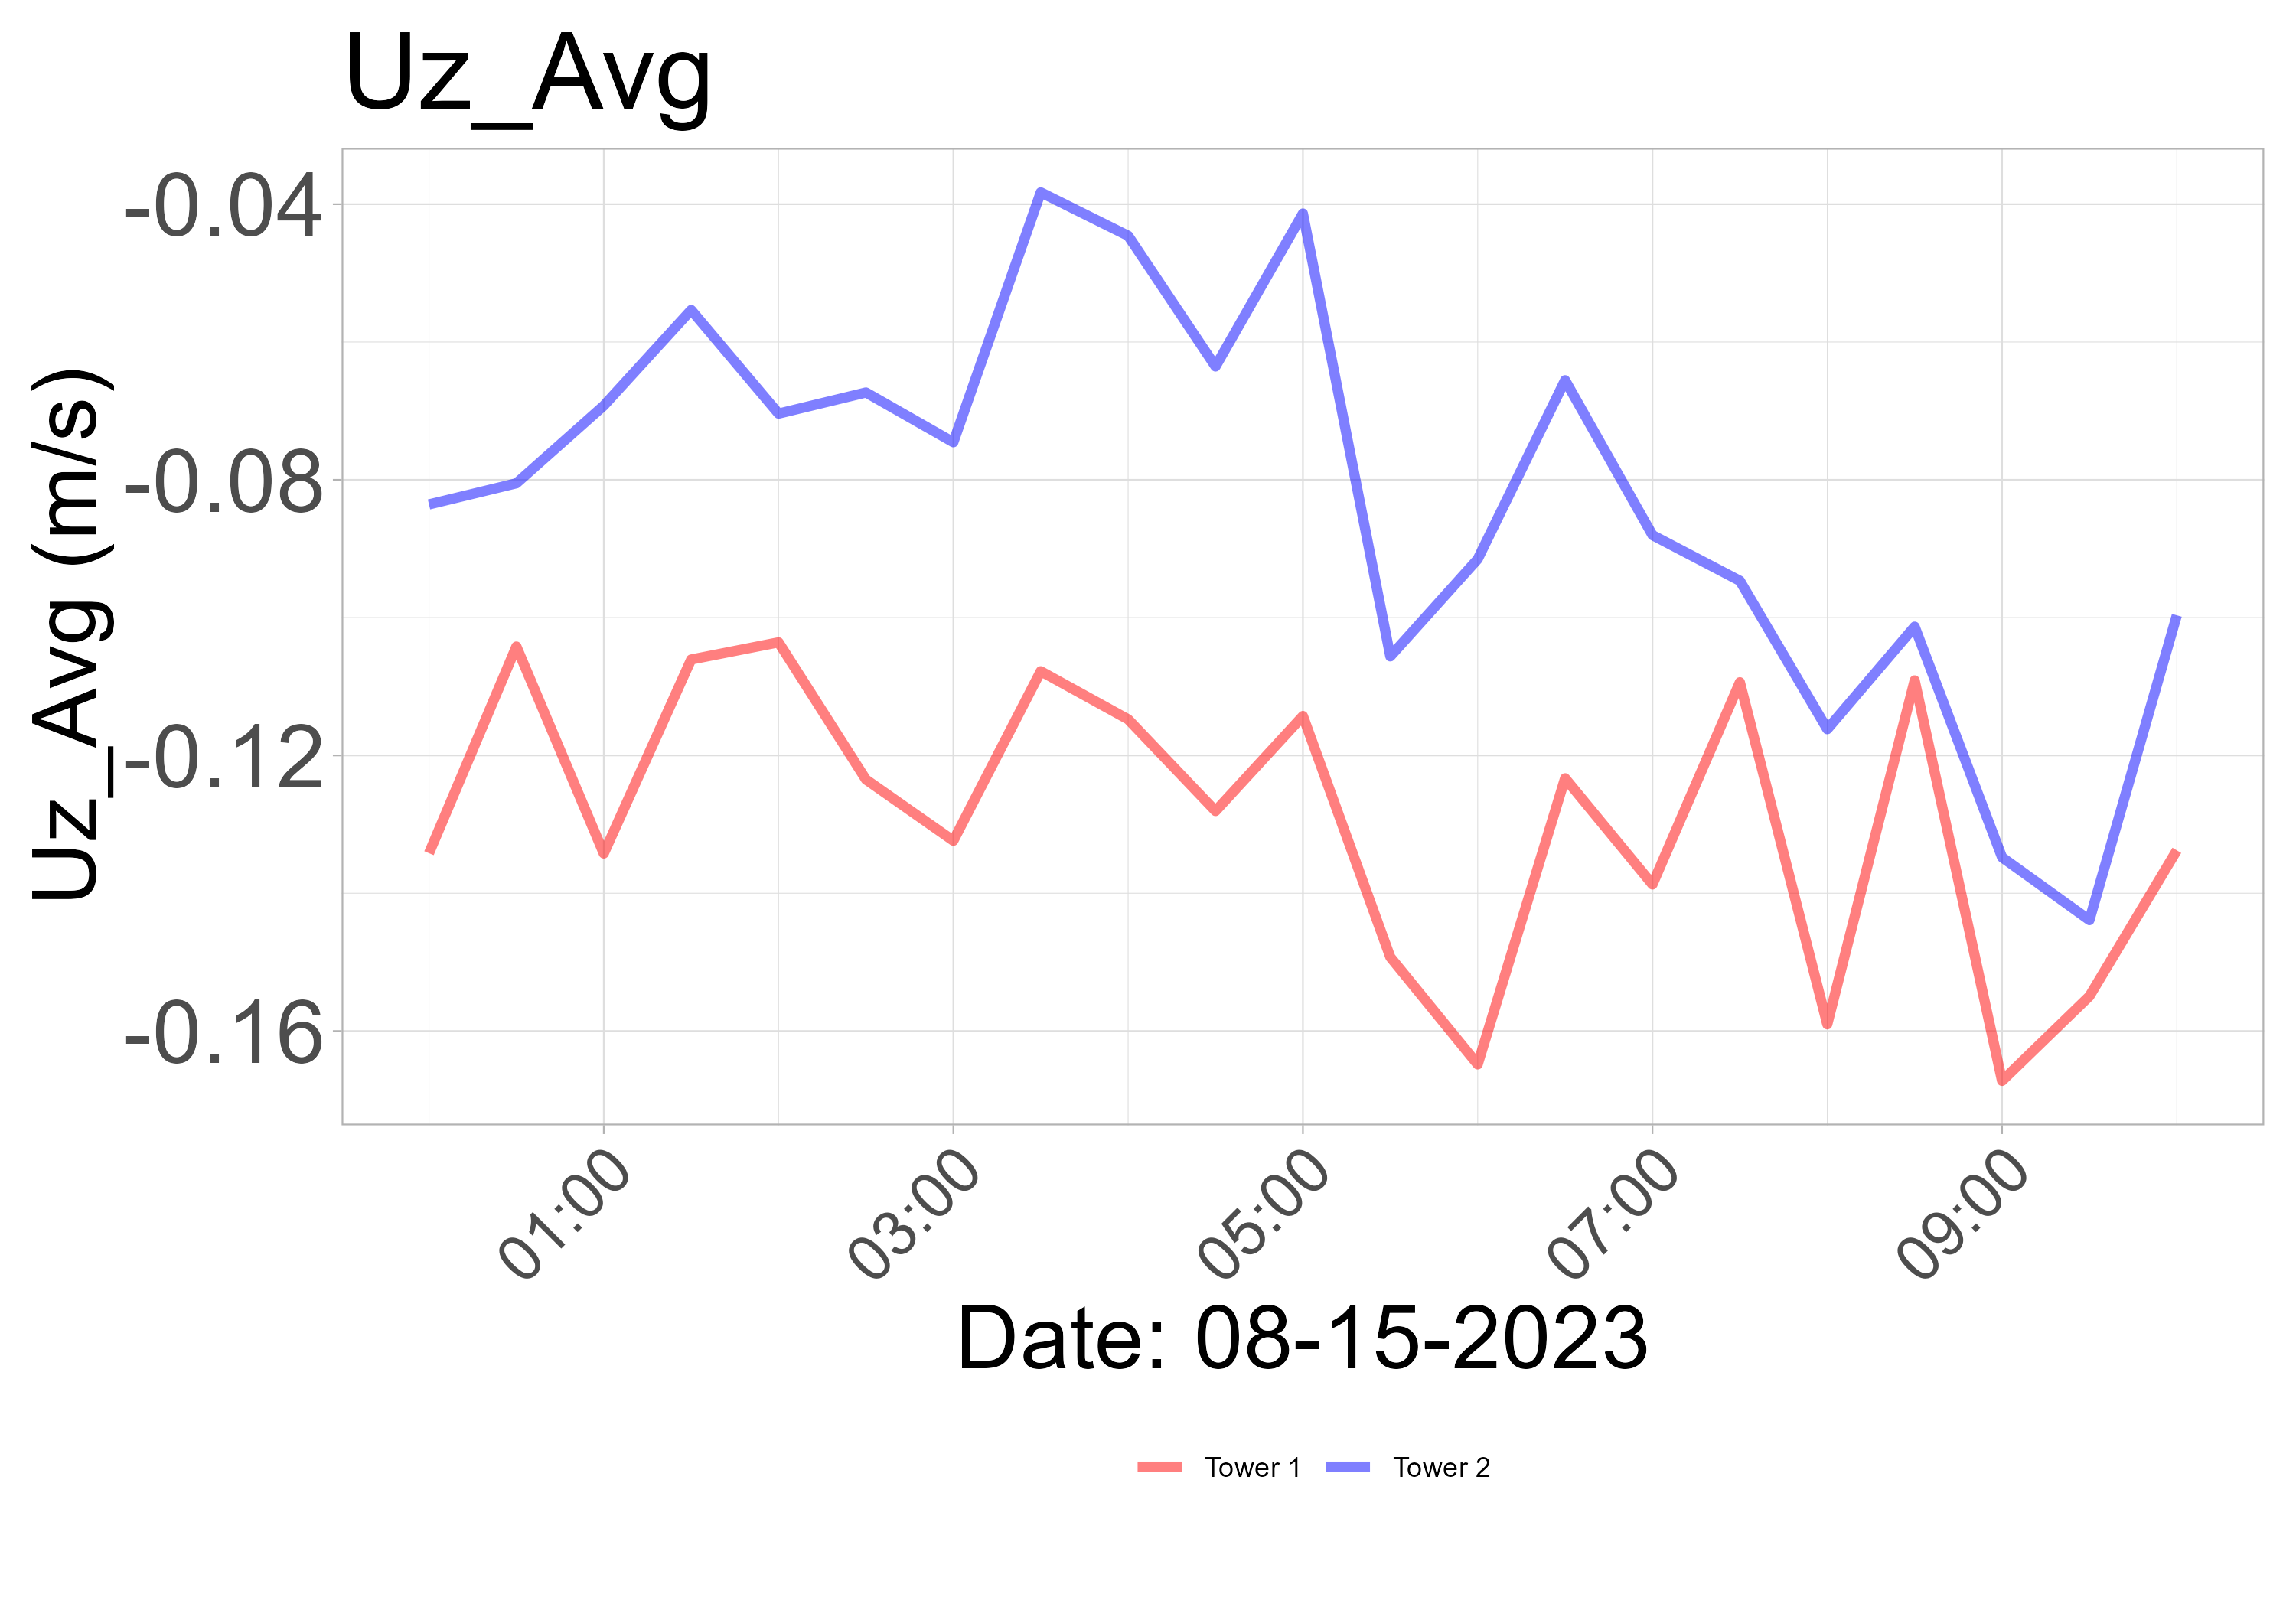 Uz_Avg
Uz_Avg (m/s)
-0.04
-0.08
-0.12
-0.16
01:00 03:00 05:00 07:00 09:00
Date: 08-15-2023
Tower 1 Tower 2